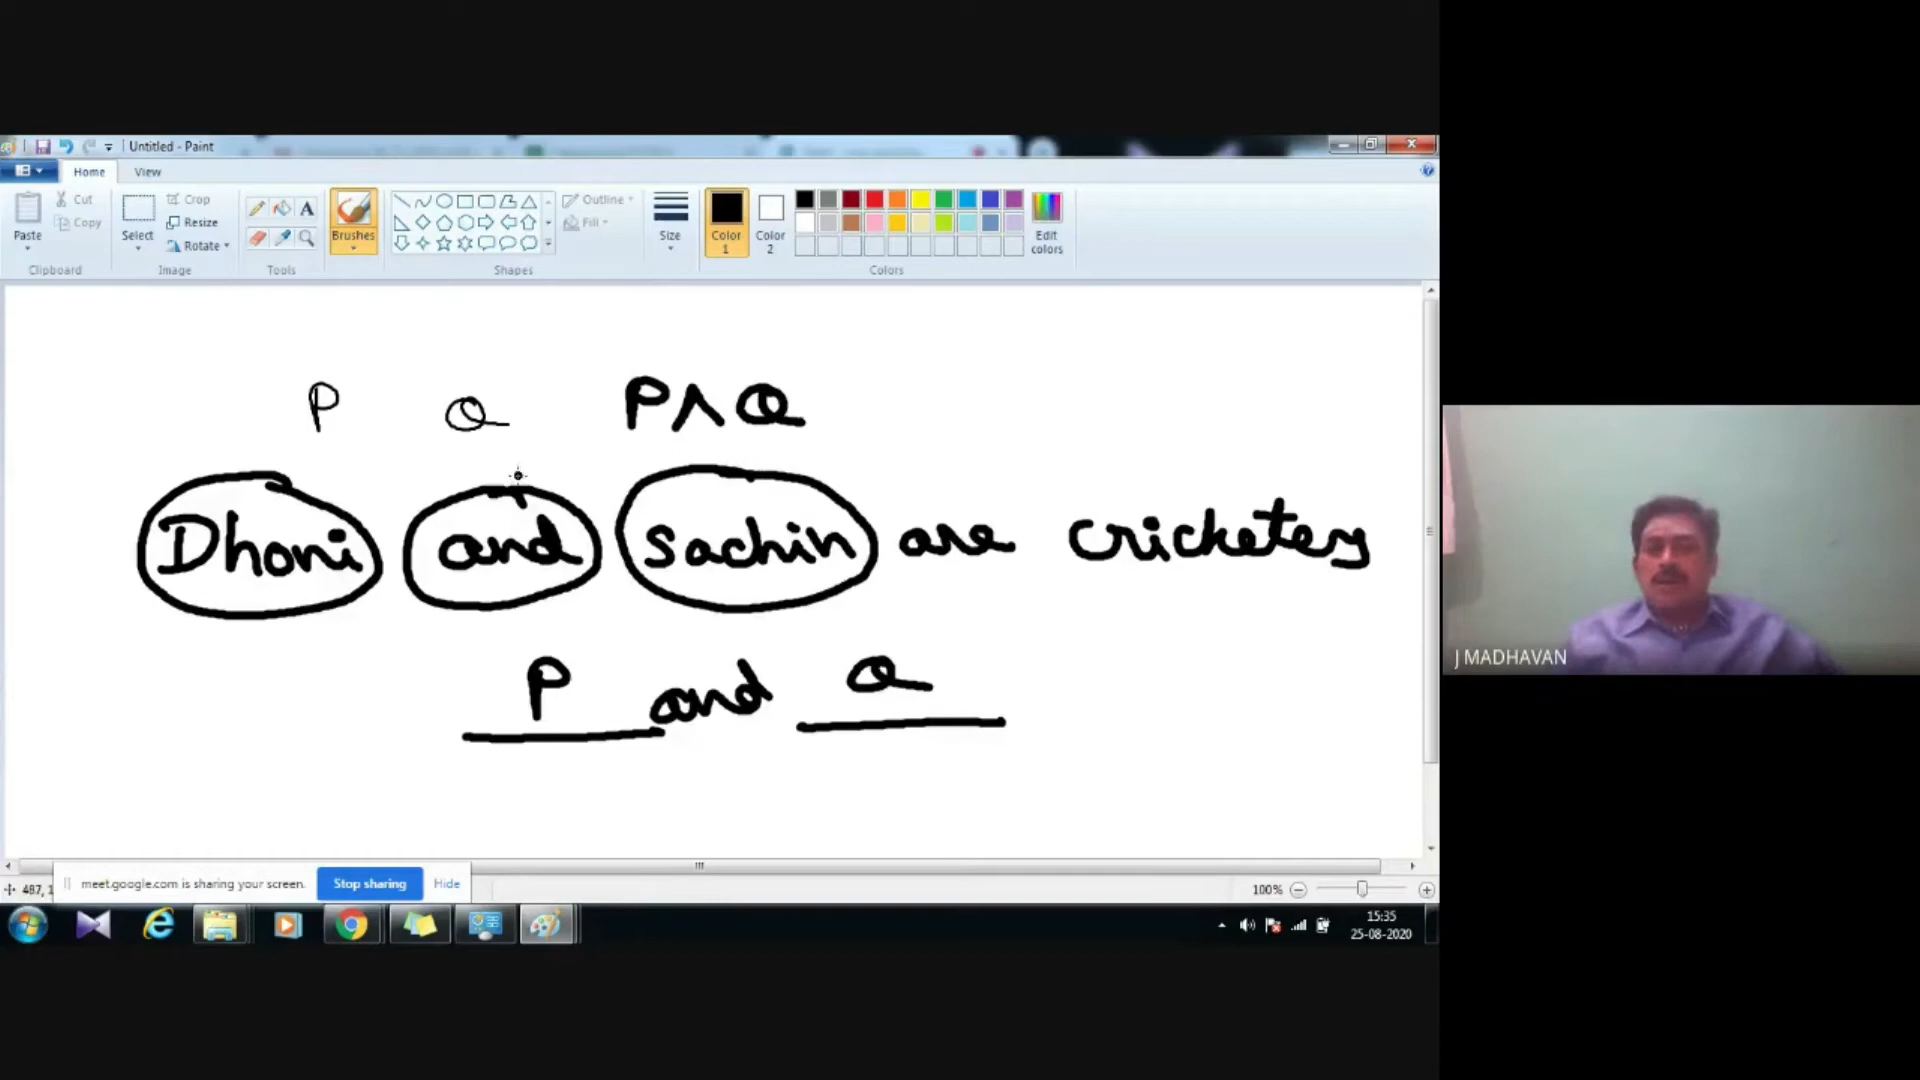 Untitled - Paint
Home View
Paste Cut Copy Select Crop Resize Rotate Brushes Outline Fill Size Color 1 Color 2 Edit colors
Clipboard Image Tools Shapes Colors
P Q P∧Q
Dhoni and Sachin are cricketers
P and Q
J MADHAVAN
meet.google.com is sharing your screen. Stop sharing Hide
100%
15:35
25-08-2020